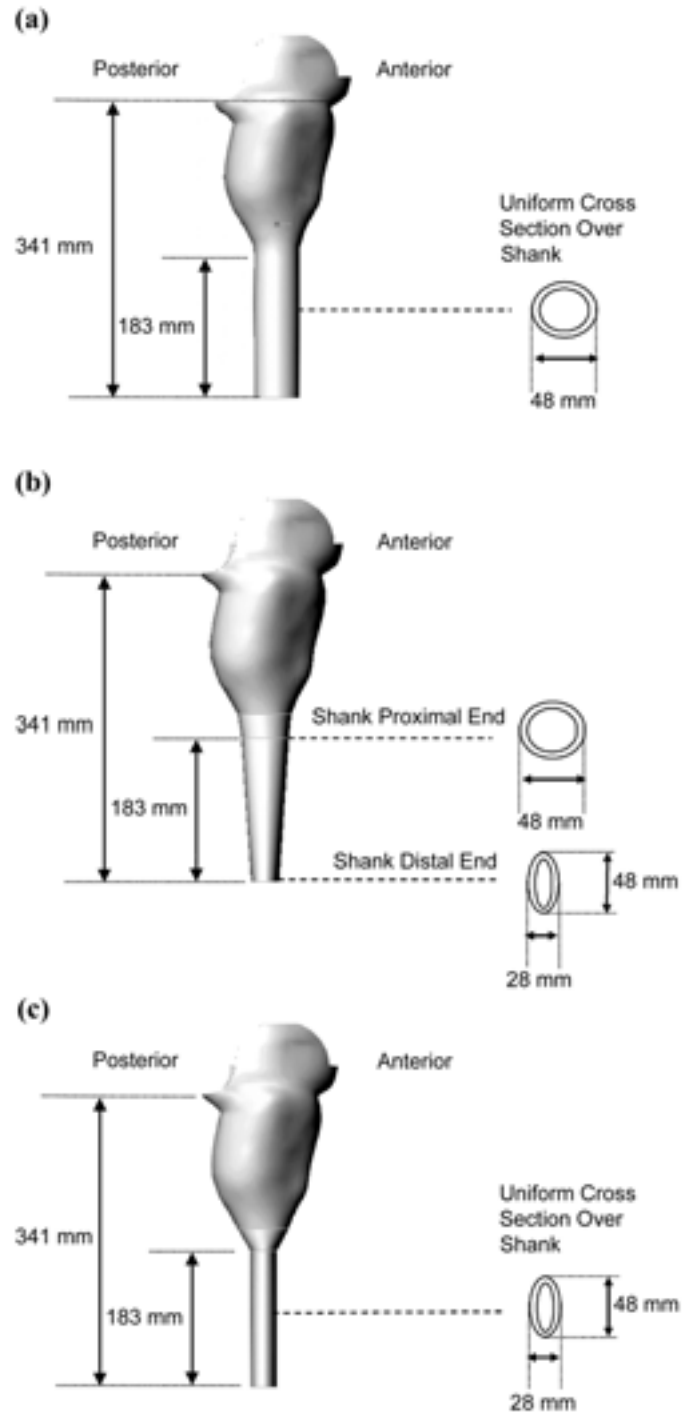 (a)
Posterior
Anterior
Uniform Cross
Section Over
Shank
341 mm
183 mm
48 mm
(b)
Posterior
Anterior
341 mm
Shank Proximal End
183 mm
48 mm
Shank Distal End
48 mm
28 mm
(c)
Posterior
Anterior
Uniform Cross
Section Over
Shank
341 mm
183 mm
48 mm
28 mm